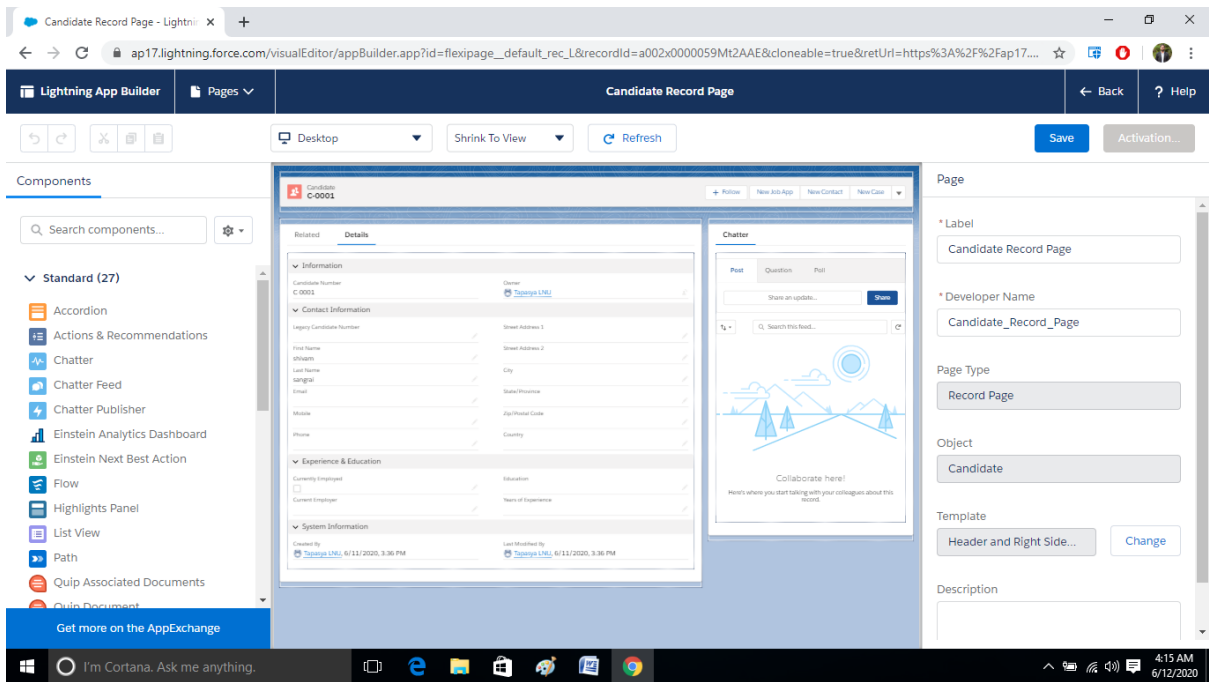 Candidate Record Page - Lightnin
ap17.lightning.force.com/visualEditor/appBuilder.app?id=flexipage__default_rec_L&recordId=a002x0000059Mt2AAE&cloneable=true&retUrl=https%3A%2F%2Fap17....
Lightning App Builder
Pages
Candidate Record Page
Back
? Help
Desktop
Shrink To View
Refresh
Save
Activation...
Components
Search components...
Standard (27)
Accordion
Actions & Recommendations
Chatter
Chatter Feed
Chatter Publisher
Einstein Analytics Dashboard
Einstein Next Best Action
Flow
Highlights Panel
List View
Path
Quip Associated Documents
Quip Document
Get more on the AppExchange
Candidate
C-0001
+ Follow
New Job App
New Contact
New Case
Related
Details
Information
Candidate Number
C-0001
Owner
Tapasya LNU
Contact Information
Legacy Candidate Number
Street Address 1
First Name
shivam
Street Address 2
Last Name
sangrai
City
Email
State/Province
Mobile
Zip/Postal Code
Phone
Country
Experience & Education
Currently Employed
Education
Current Employer
Years of Experience
System Information
Created By
Tapasya LNU, 6/11/2020, 3:36 PM
Last Modified By
Tapasya LNU, 6/11/2020, 3:36 PM
Chatter
Post
Question
Poll
Share an update...
Share
Search this feed...
Collaborate here!
Here's where you start talking with your colleagues about this
record.
Page
*Label
Candidate Record Page
*Developer Name
Candidate_Record_Page
Page Type
Record Page
Object
Candidate
Template
Header and Right Side...
Change
Description
I'm Cortana. Ask me anything.
4:15 AM
6/12/2020